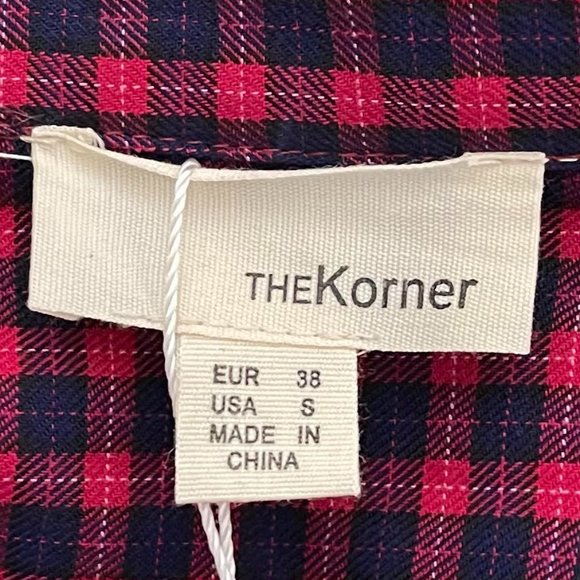 THEKorner
EUR 38
USA S
MADE IN
CHINA